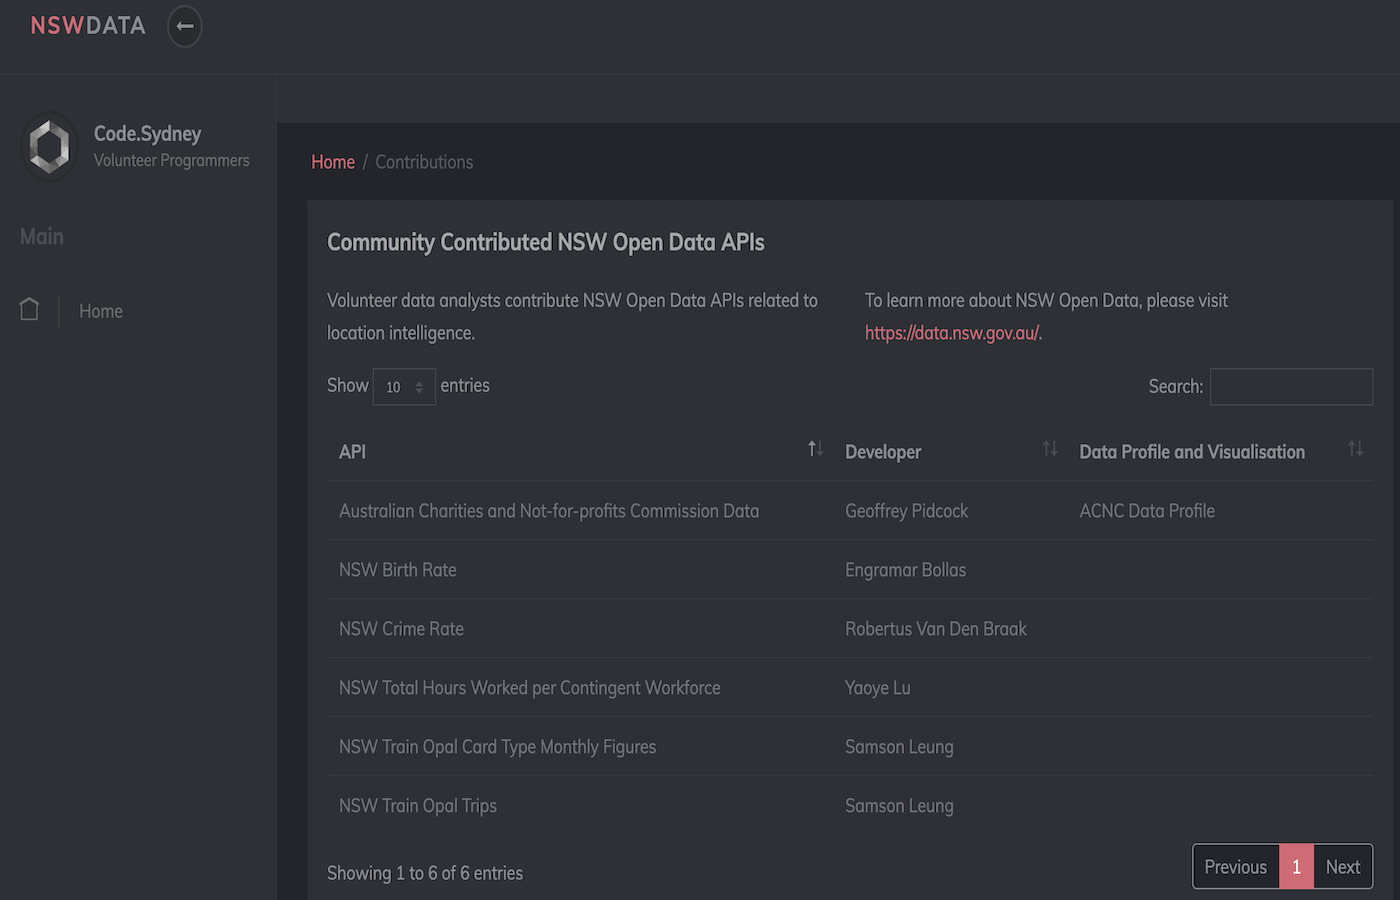 NSWDATA
Code.Sydney
Volunteer Programmers
Main
Home
Home / Contributions
Community Contributed NSW Open Data APIs
Volunteer data analysts contribute NSW Open Data APIs related to
location intelligence.
To learn more about NSW Open Data, please visit
https://data.nsw.gov.au/.
Show 10 entries
Search:
API Developer Data Profile and Visualisation
Australian Charities and Not-for-profits Commission Data Geoffrey Pidcock ACNC Data Profile
NSW Birth Rate Engramar Bollas
NSW Crime Rate Robertus Van Den Braak
NSW Total Hours Worked per Contingent Workforce Yaoye Lu
NSW Train Opal Card Type Monthly Figures Samson Leung
NSW Train Opal Trips Samson Leung
Showing 1 to 6 of 6 entries
Previous 1 Next